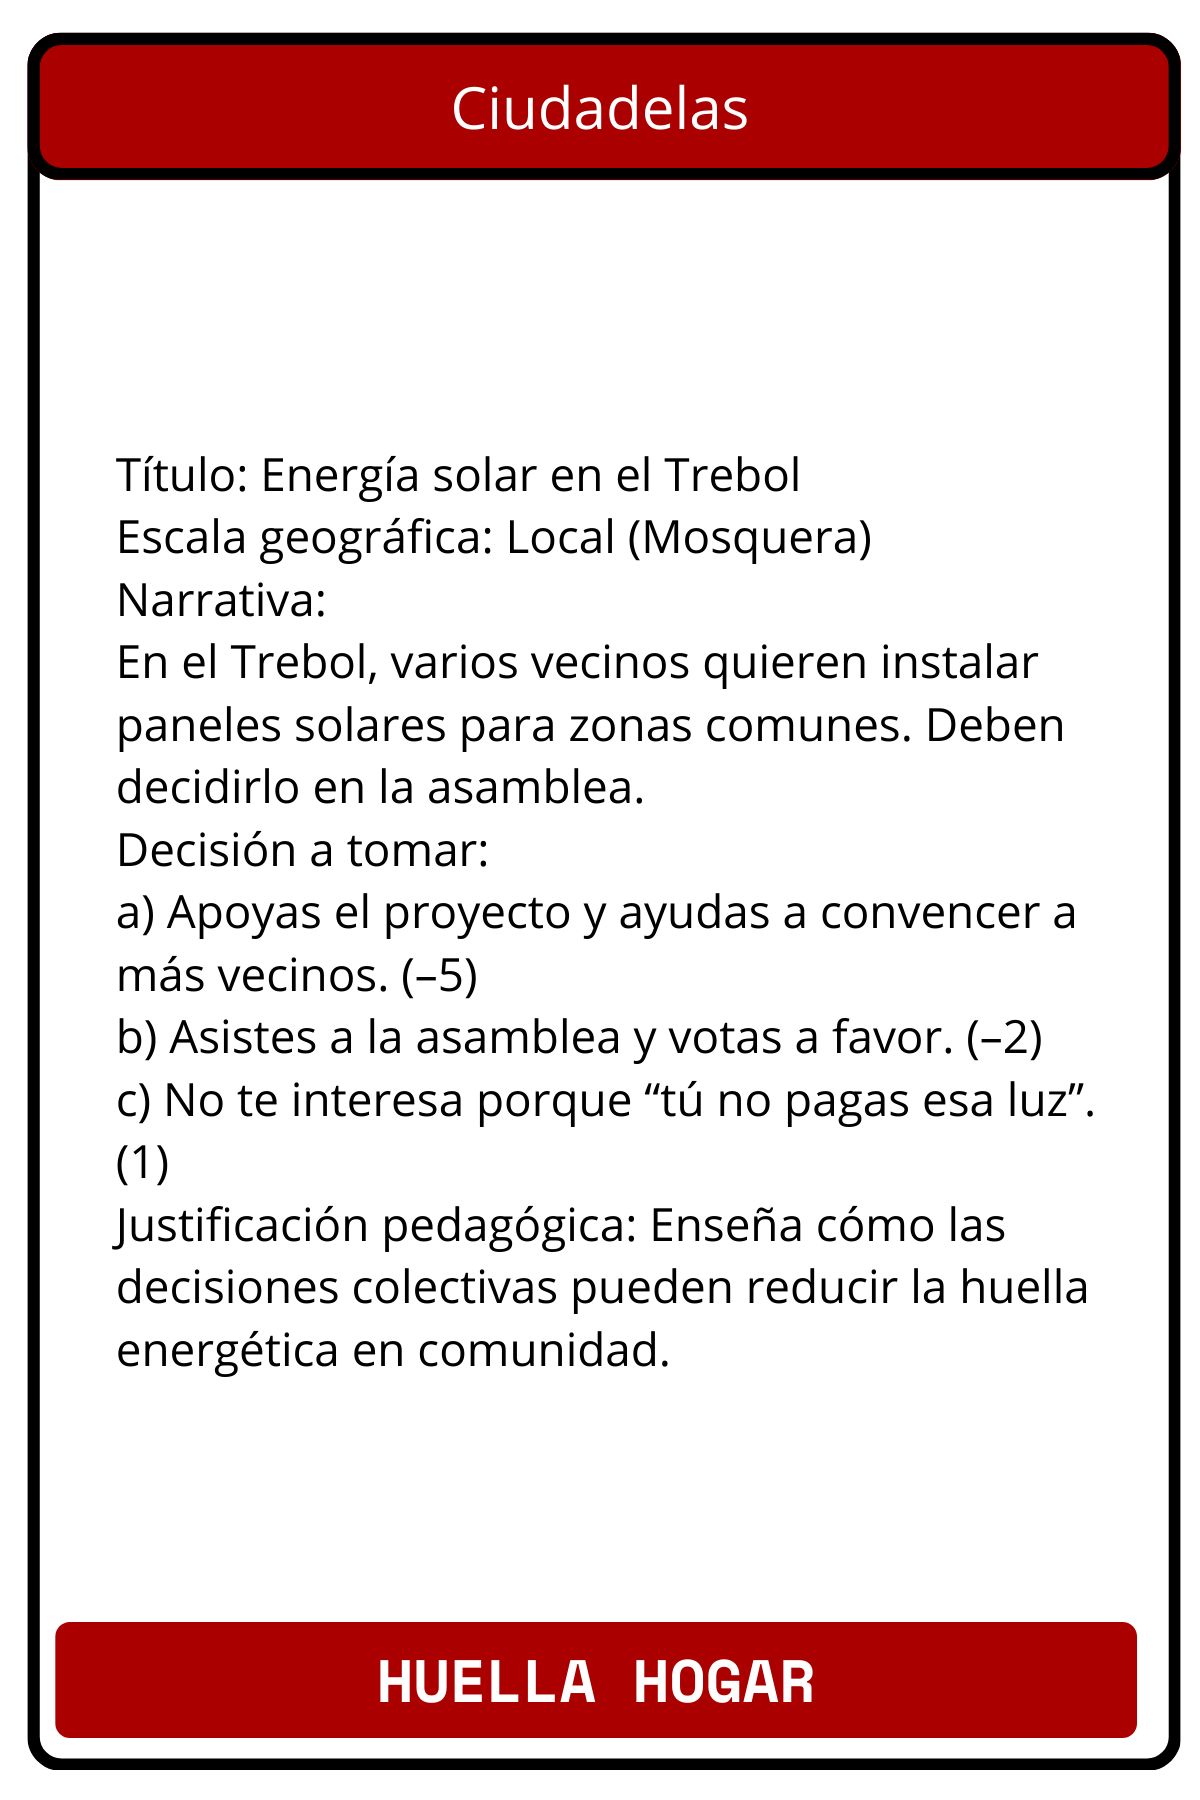 Ciudadelas
Título: Energía solar en el Trebol
Escala geográfica: Local (Mosquera)
Narrativa:
En el Trebol, varios vecinos quieren instalar
paneles solares para zonas comunes. Deben
decidirlo en la asamblea.
Decisión a tomar:
a) Apoyas el proyecto y ayudas a convencer a
más vecinos. (–5)
b) Asistes a la asamblea y votas a favor. (–2)
c) No te interesa porque “tú no pagas esa luz”.
(1)
Justificación pedagógica: Enseña cómo las
decisiones colectivas pueden reducir la huella
energética en comunidad.
HUELLA HOGAR